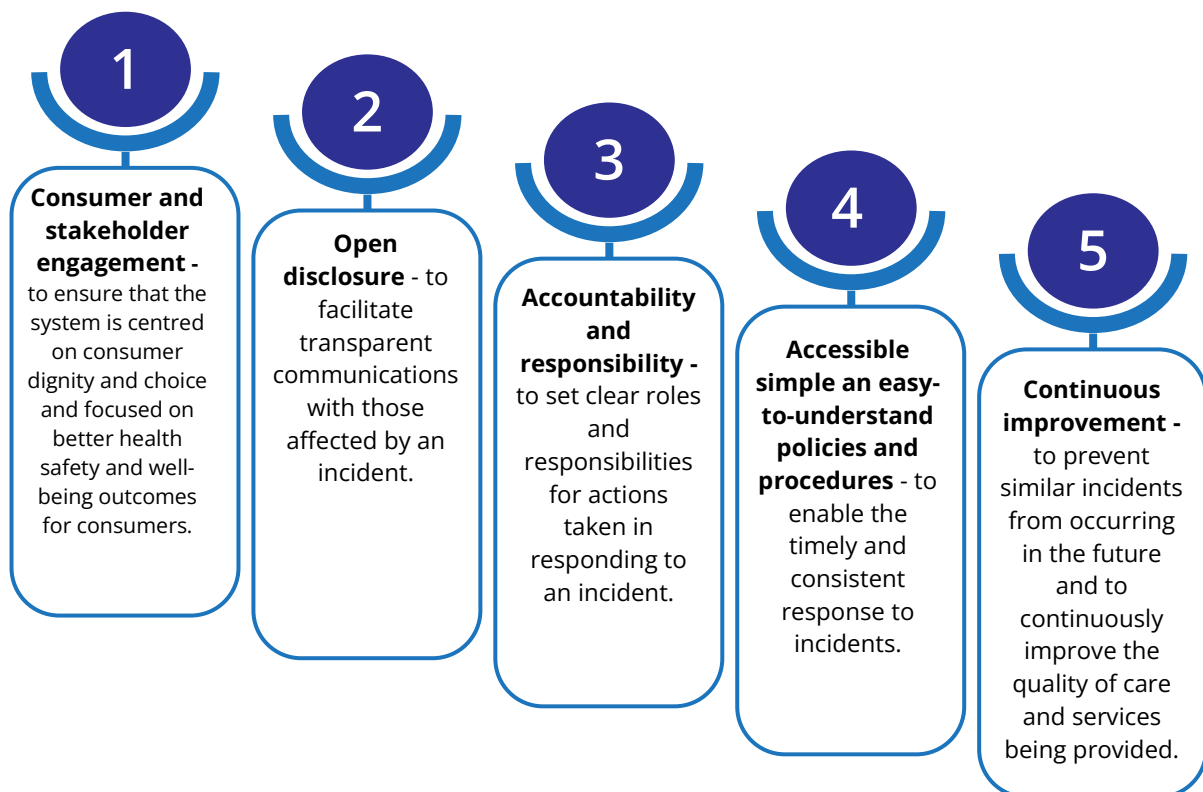 1
Consumer and
stakeholder
engagement -
to ensure that the
system is centred
on consumer
dignity and choice
and focused on
better health
safety and well-
being outcomes
for consumers.
2
Open
disclosure - to
facilitate
transparent
communications
with those
affected by an
incident.
3
Accountability
and
responsibility -
to set clear roles
and
responsibilities
for actions
taken in
responding to
an incident.
4
Accessible
simple an easy-
to-understand
policies and
procedures - to
enable the
timely and
consistent
response to
incidents.
5
Continuous
improvement -
to prevent
similar incidents
from occurring
in the future
and to
continuously
improve the
quality of care
and services
being provided.